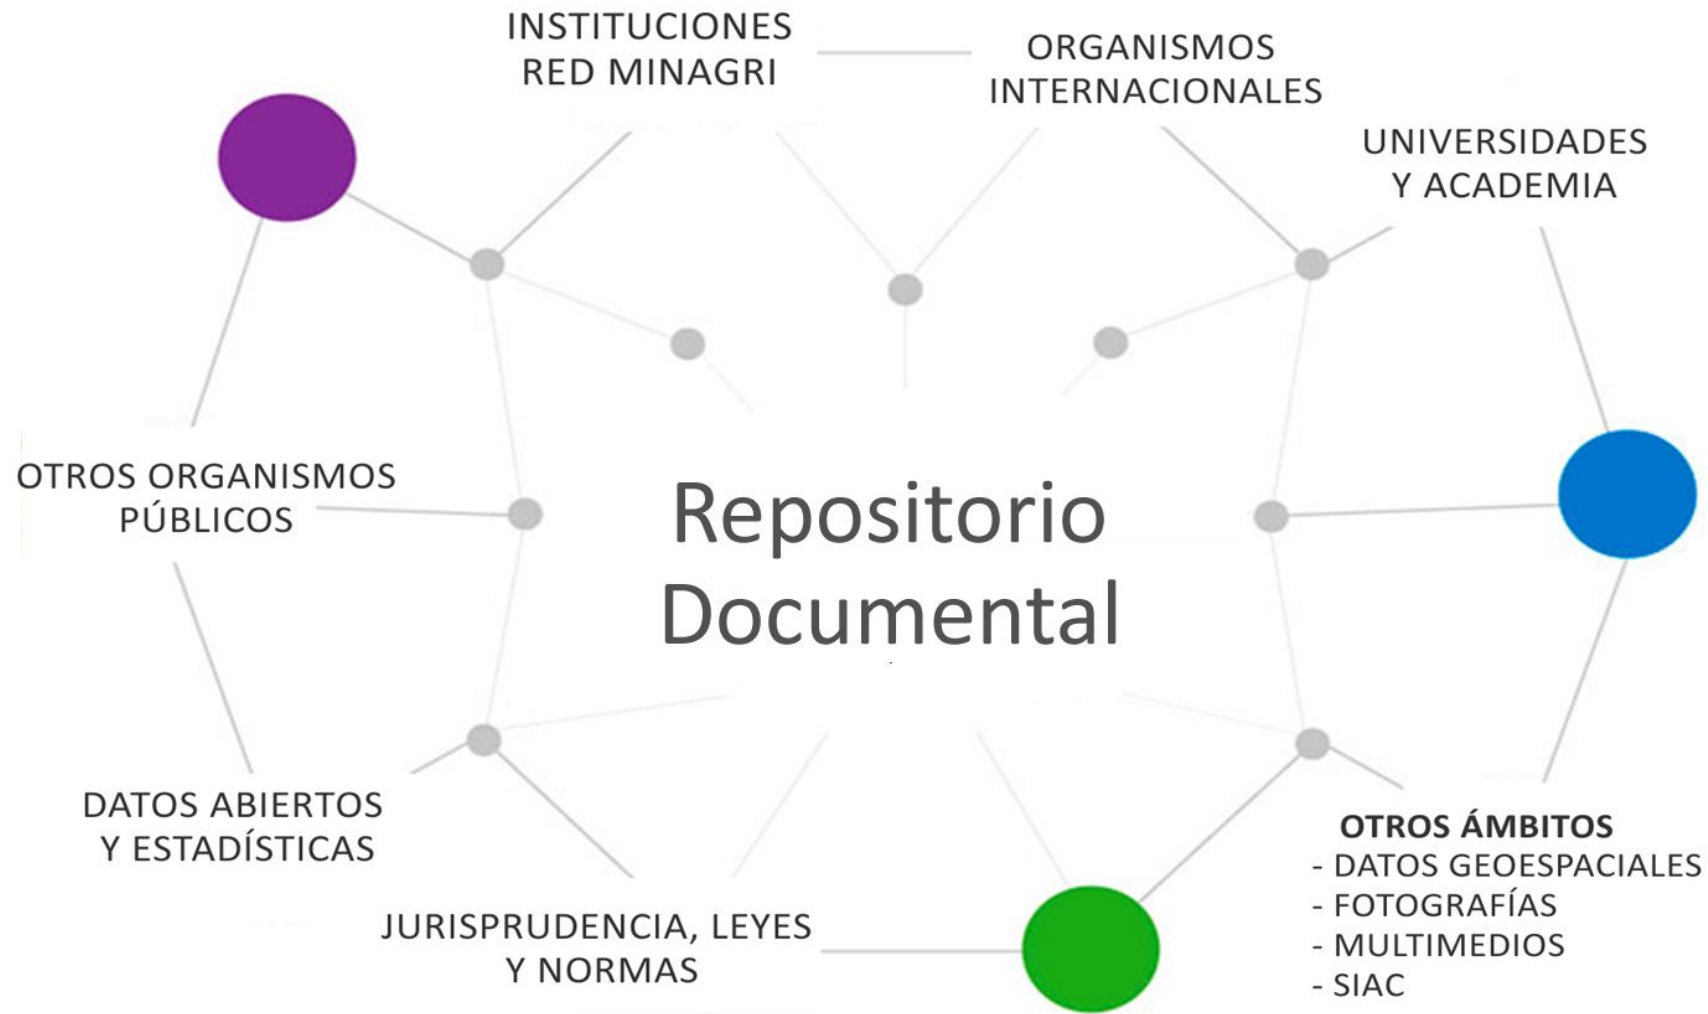 INSTITUCIONES
RED MINAGRI
ORGANISMOS
INTERNACIONALES
UNIVERSIDADES
Y ACADEMIA
OTROS ORGANISMOS
PÚBLICOS
Repositorio
Documental
DATOS ABIERTOS
Y ESTADÍSTICAS
JURISPRUDENCIA, LEYES
Y NORMAS
OTROS ÁMBITOS
- DATOS GEOESPACIALES
- FOTOGRAFÍAS
- MULTIMEDIOS
- SIAC